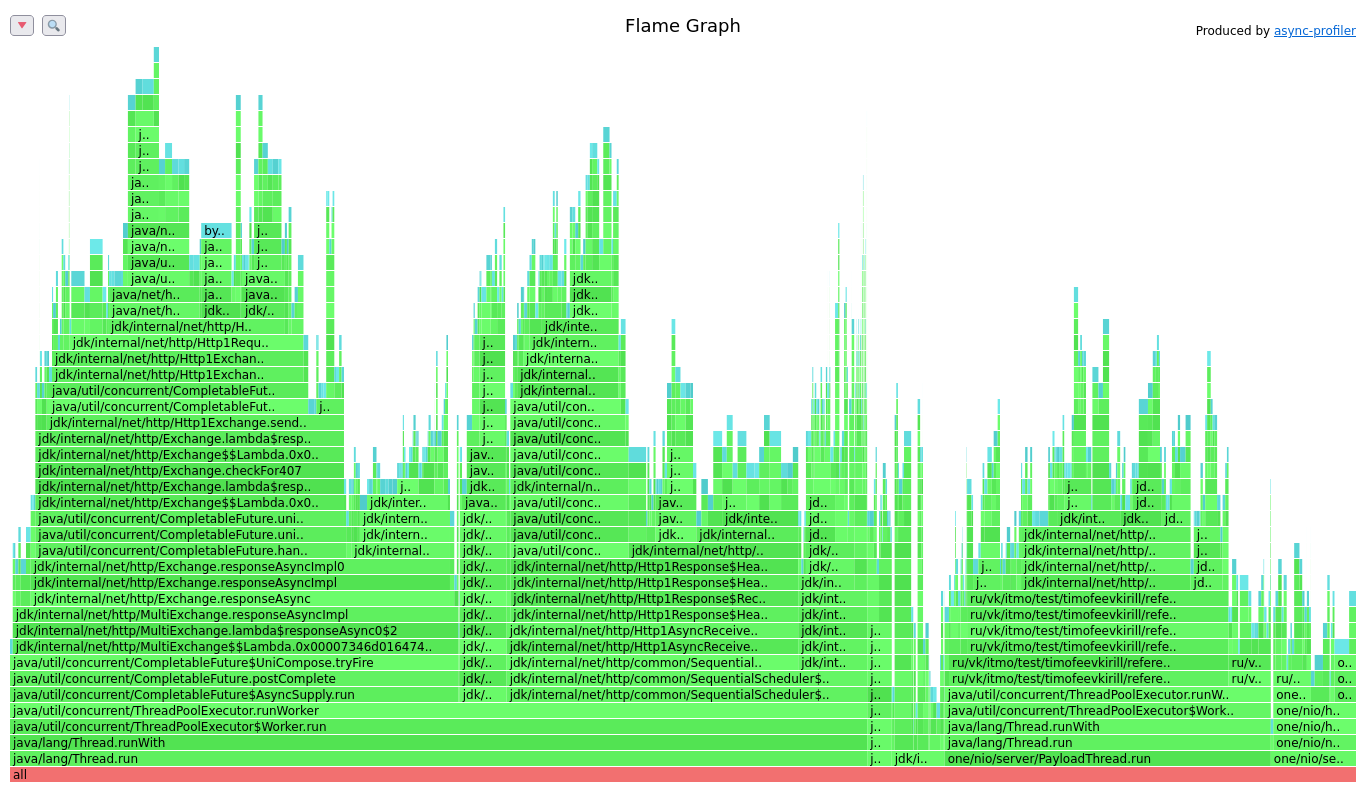 Flame Graph
Produced by async-profiler
j..
j..
j..
ja..
ja..
ja..
java/n.. by.. j..
java/n.. ja.. j..
java/u.. ja.. j..
java/u.. ja.. java.. jdk..
java/net/h.. ja.. java.. jdk..
java/net/h.. jdk.. jdk/.. jdk..
jdk/internal/net/http/H.. jdk/inte..
jdk/internal/net/http/Http1Requ.. j.. jdk/intern..
jdk/internal/net/http/Http1Exchan.. j.. jdk/interna..
jdk/internal/net/http/Http1Exchan.. j.. jdk/internal..
java/util/concurrent/CompletableFut.. j.. jdk/internal..
java/util/concurrent/CompletableFut.. j.. j.. java/util/con..
jdk/internal/net/http/Http1Exchange.send.. j.. java/util/conc..
jdk/internal/net/http/Exchange.lambda$resp.. j.. java/util/conc..
jdk/internal/net/http/Exchange$$Lambda.0x0.. jav.. java/util/conc.. j..
jdk/internal/net/http/Exchange.checkFor407 jav.. java/util/conc.. j..
jdk/internal/net/http/Exchange.lambda$resp.. j.. jdk.. jdk/internal/n.. j.. j.. jd..
jdk/internal/net/http/Exchange$$Lambda.0x0.. jdk/inter.. java.. java/util/conc.. jav.. j.. jd.. j.. jd..
java/util/concurrent/CompletableFuture.uni.. jdk/intern.. jdk/.. java/util/conc.. jav.. jdk/inte.. jd.. jdk/int.. jdk.. jd..
java/util/concurrent/CompletableFuture.uni.. jdk/intern.. jdk/.. java/util/conc.. jdk.. jdk/intern.. jd.. jdk/internal/net/http/.. j..
java/util/concurrent/CompletableFuture.han.. jdk/internal.. jdk/.. java/util/conc.. jdk/internal/net/http/.. jdk/.. jdk/internal/net/http/.. j..
jdk/internal/net/http/Exchange.responseAsyncImpl0 jdk/.. jdk/internal/net/http/Http1Response$Hea.. jdk/.. j.. jdk/internal/net/http/.. jd..
jdk/internal/net/http/Exchange.responseAsyncImpl jdk/.. jdk/internal/net/http/Http1Response$Hea.. jdk/in.. j.. jdk/internal/net/http/.. jd..
jdk/internal/net/http/Exchange.responseAsync jdk/.. jdk/internal/net/http/Http1Response$Rec.. jdk/int.. ru/vk/itmo/test/timofeevkirill/refe..
jdk/internal/net/http/MultiExchange.responseAsyncImpl jdk/.. jdk/internal/net/http/Http1Response$Hea.. jdk/int.. ru/vk/itmo/test/timofeevkirill/refe..
jdk/internal/net/http/MultiExchange.lambda$responseAsync0$2 jdk/.. jdk/internal/net/http/Http1AsyncReceive.. jdk/int.. j.. ru/vk/itmo/test/timofeevkirill/refe..
jdk/internal/net/http/MultiExchange$$Lambda.0x00007346d016474.. jdk/.. jdk/internal/net/http/Http1AsyncReceive.. jdk/int.. j.. ru/vk/itmo/test/timofeevkirill/refe..
java/util/concurrent/CompletableFuture$UniCompose.tryFire jdk/.. jdk/internal/net/http/common/Sequential.. jdk/int.. j.. ru/vk/itmo/test/timofeevkirill/refere.. ru/v.. o..
java/util/concurrent/CompletableFuture.postComplete jdk/.. jdk/internal/net/http/common/SequentialScheduler$.. j.. ru/vk/itmo/test/timofeevkirill/refere.. ru/v.. ru/.. o..
java/util/concurrent/CompletableFuture$AsyncSupply.run jdk/.. jdk/internal/net/http/common/SequentialScheduler$.. j.. java/util/concurrent/ThreadPoolExecutor.runW.. one.. o..
java/util/concurrent/ThreadPoolExecutor.runWorker j.. java/util/concurrent/ThreadPoolExecutor$Work.. one/nio/h..
java/util/concurrent/ThreadPoolExecutor$Worker.run j.. java/lang/Thread.runWith one/nio/h..
java/lang/Thread.runWith j.. java/lang/Thread.run one/nio/n..
java/lang/Thread.run j.. jdk/i.. one/nio/server/PayloadThread.run one/nio/se..
all